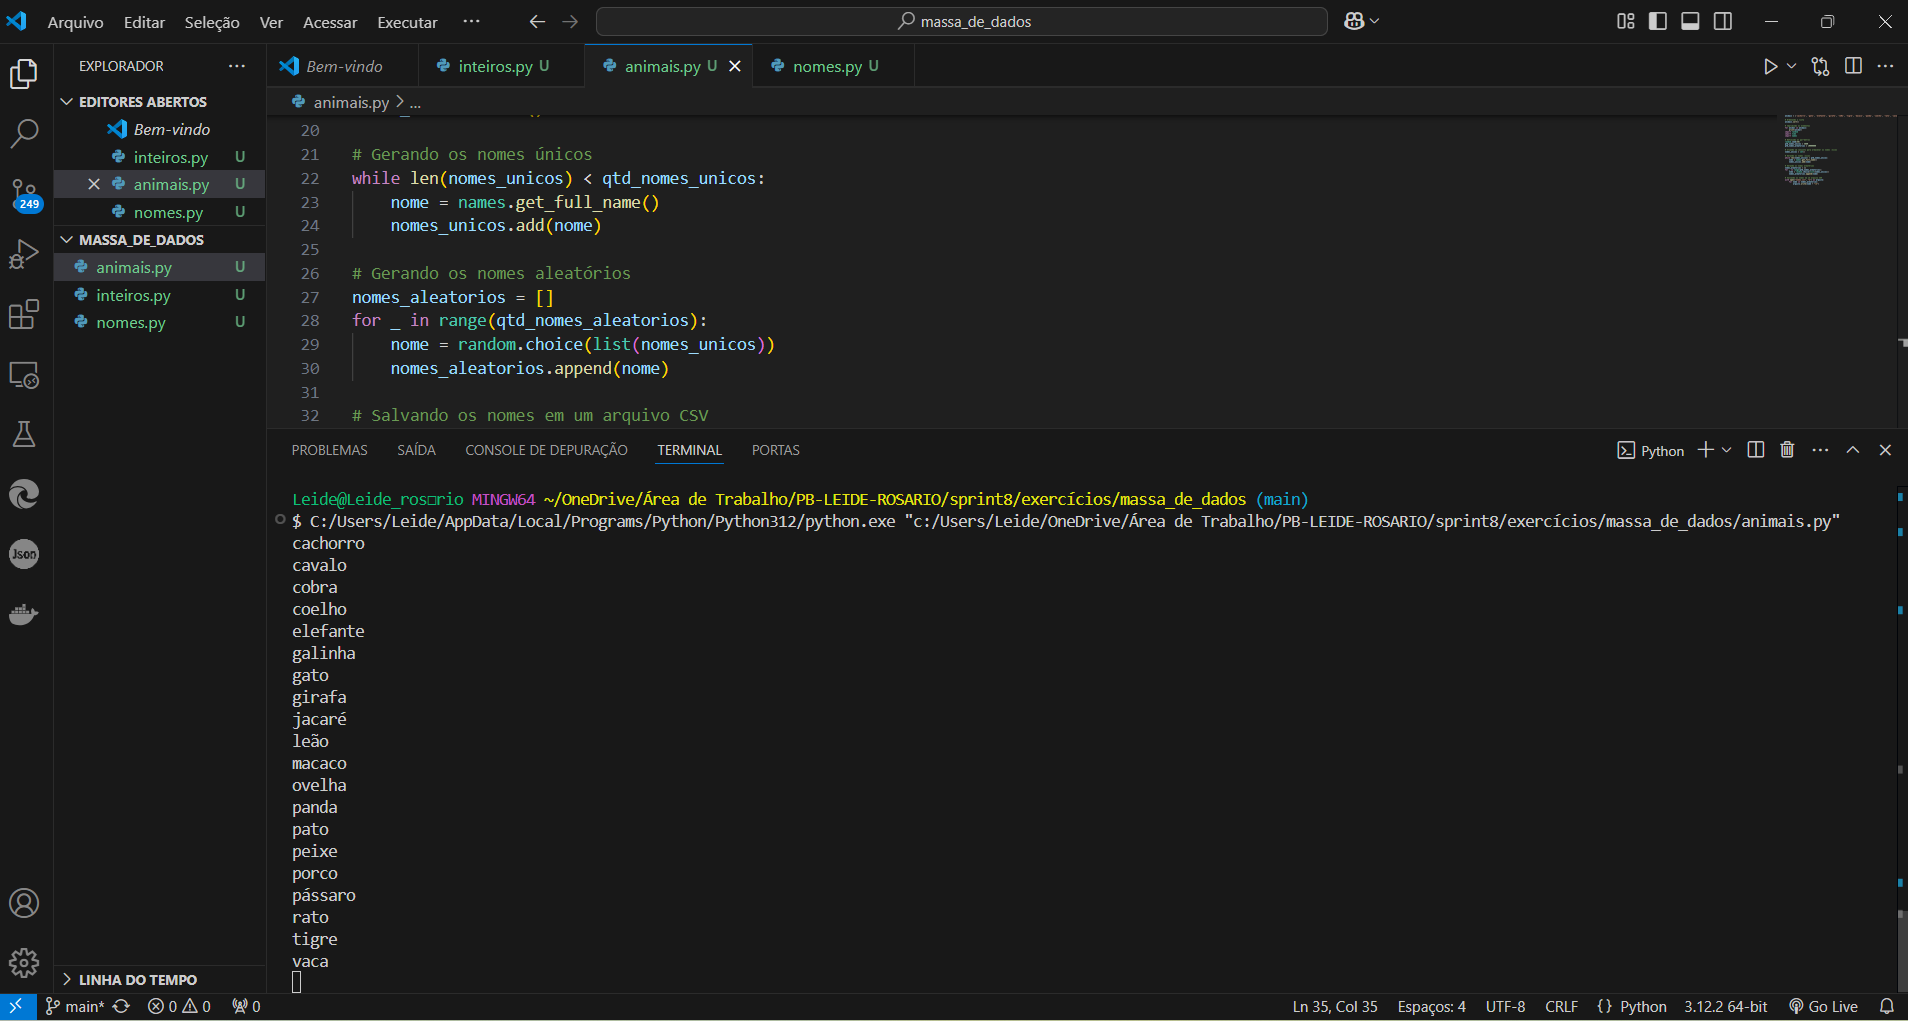 Arquivo Editar Seleção Ver Acessar Executar ··· massa_de_dados
EXPLORADOR ···
EDITORES ABERTOS
Bem-vindo
inteiros.py U
animais.py U
nomes.py U
MASSA_DE_DADOS
animais.py U
inteiros.py U
nomes.py U
LINHA DO TEMPO
249
Json
Bem-vindo inteiros.py U animais.py U nomes.py U
animais.py > ...
20
21 # Gerando os nomes únicos
22 while len(nomes_unicos) < qtd_nomes_unicos:
23 nome = names.get_full_name()
24 nomes_unicos.add(nome)
25
26 # Gerando os nomes aleatórios
27 nomes_aleatorios = []
28 for _ in range(qtd_nomes_aleatorios):
29 nome = random.choice(list(nomes_unicos))
30 nomes_aleatorios.append(nome)
31
32 # Salvando os nomes em um arquivo CSV
PROBLEMAS SAÍDA CONSOLE DE DEPURAÇÃO TERMINAL PORTAS Python
Leide@Leide_ros□rio MINGW64 ~/OneDrive/Área de Trabalho/PB-LEIDE-ROSARIO/sprint8/exercícios/massa_de_dados (main)
$ C:/Users/Leide/AppData/Local/Programs/Python/Python312/python.exe "c:/Users/Leide/OneDrive/Área de Trabalho/PB-LEIDE-ROSARIO/sprint8/exercícios/massa_de_dados/animais.py"
cachorro
cavalo
cobra
coelho
elefante
galinha
gato
girafa
jacaré
leão
macaco
ovelha
panda
pato
peixe
porco
pássaro
rato
tigre
vaca
main* 0 0 0 Ln 35, Col 35 Espaços: 4 UTF-8 CRLF {} Python 3.12.2 64-bit Go Live